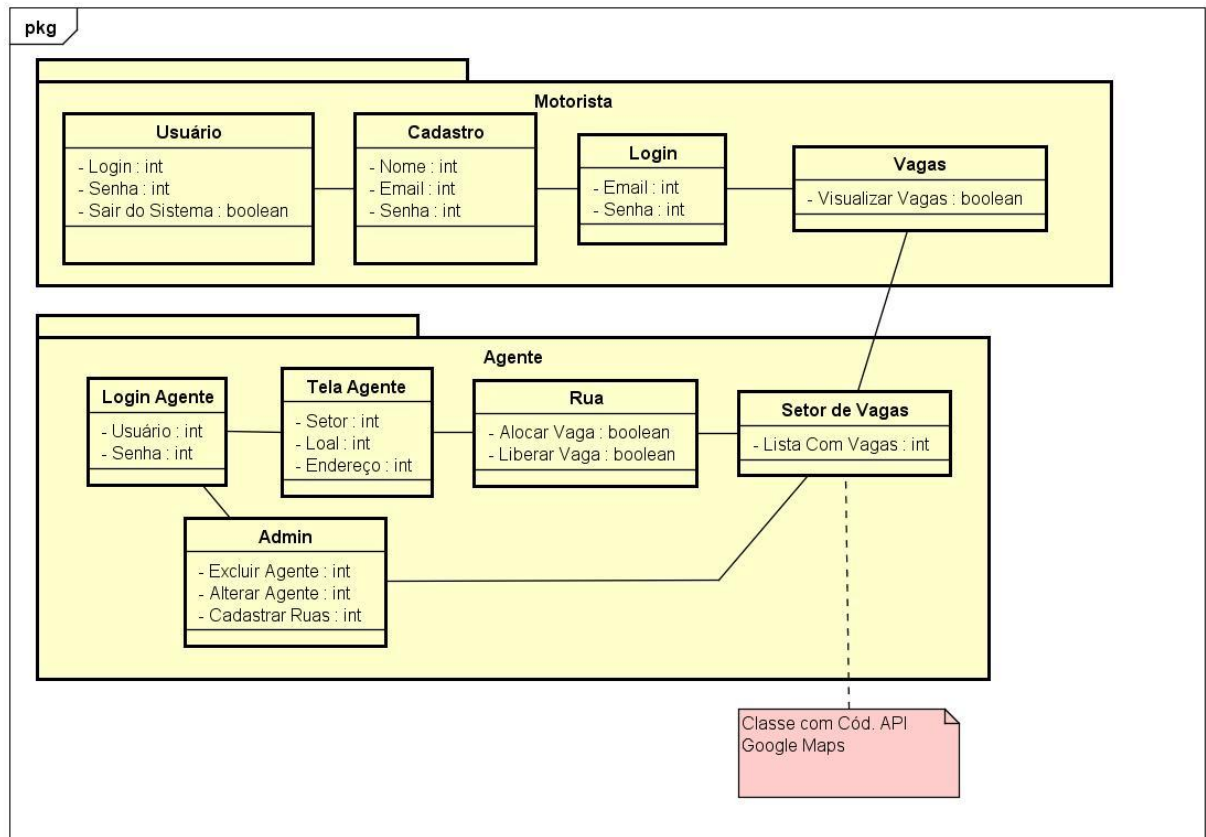 pkg
Motorista
Usuário
- Login : int
- Senha : int
- Sair do Sistema : boolean
Cadastro
- Nome : int
- Email : int
- Senha : int
Login
- Email : int
- Senha : int
Vagas
- Visualizar Vagas : boolean
Agente
Login Agente
- Usuário : int
- Senha : int
Tela Agente
- Setor : int
- Loal : int
- Endereço : int
Rua
- Alocar Vaga : boolean
- Liberar Vaga : boolean
Setor de Vagas
- Lista Com Vagas : int
Admin
- Excluir Agente : int
- Alterar Agente : int
- Cadastrar Ruas : int
Classe com Cód. API
Google Maps